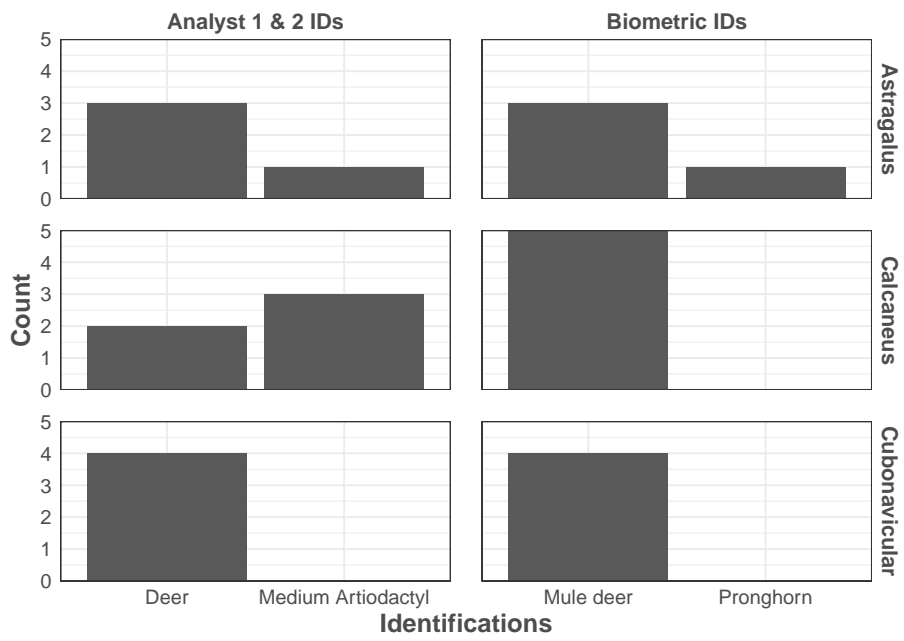 Analyst 1 & 2 IDs
Biometric IDs
5
4
3
2
1
0
Astragalus
Count
5
4
3
2
1
0
Calcaneus
5
4
3
2
1
0
Cubonavicular
Deer
Medium Artiodactyl
Mule deer
Pronghorn
Identifications